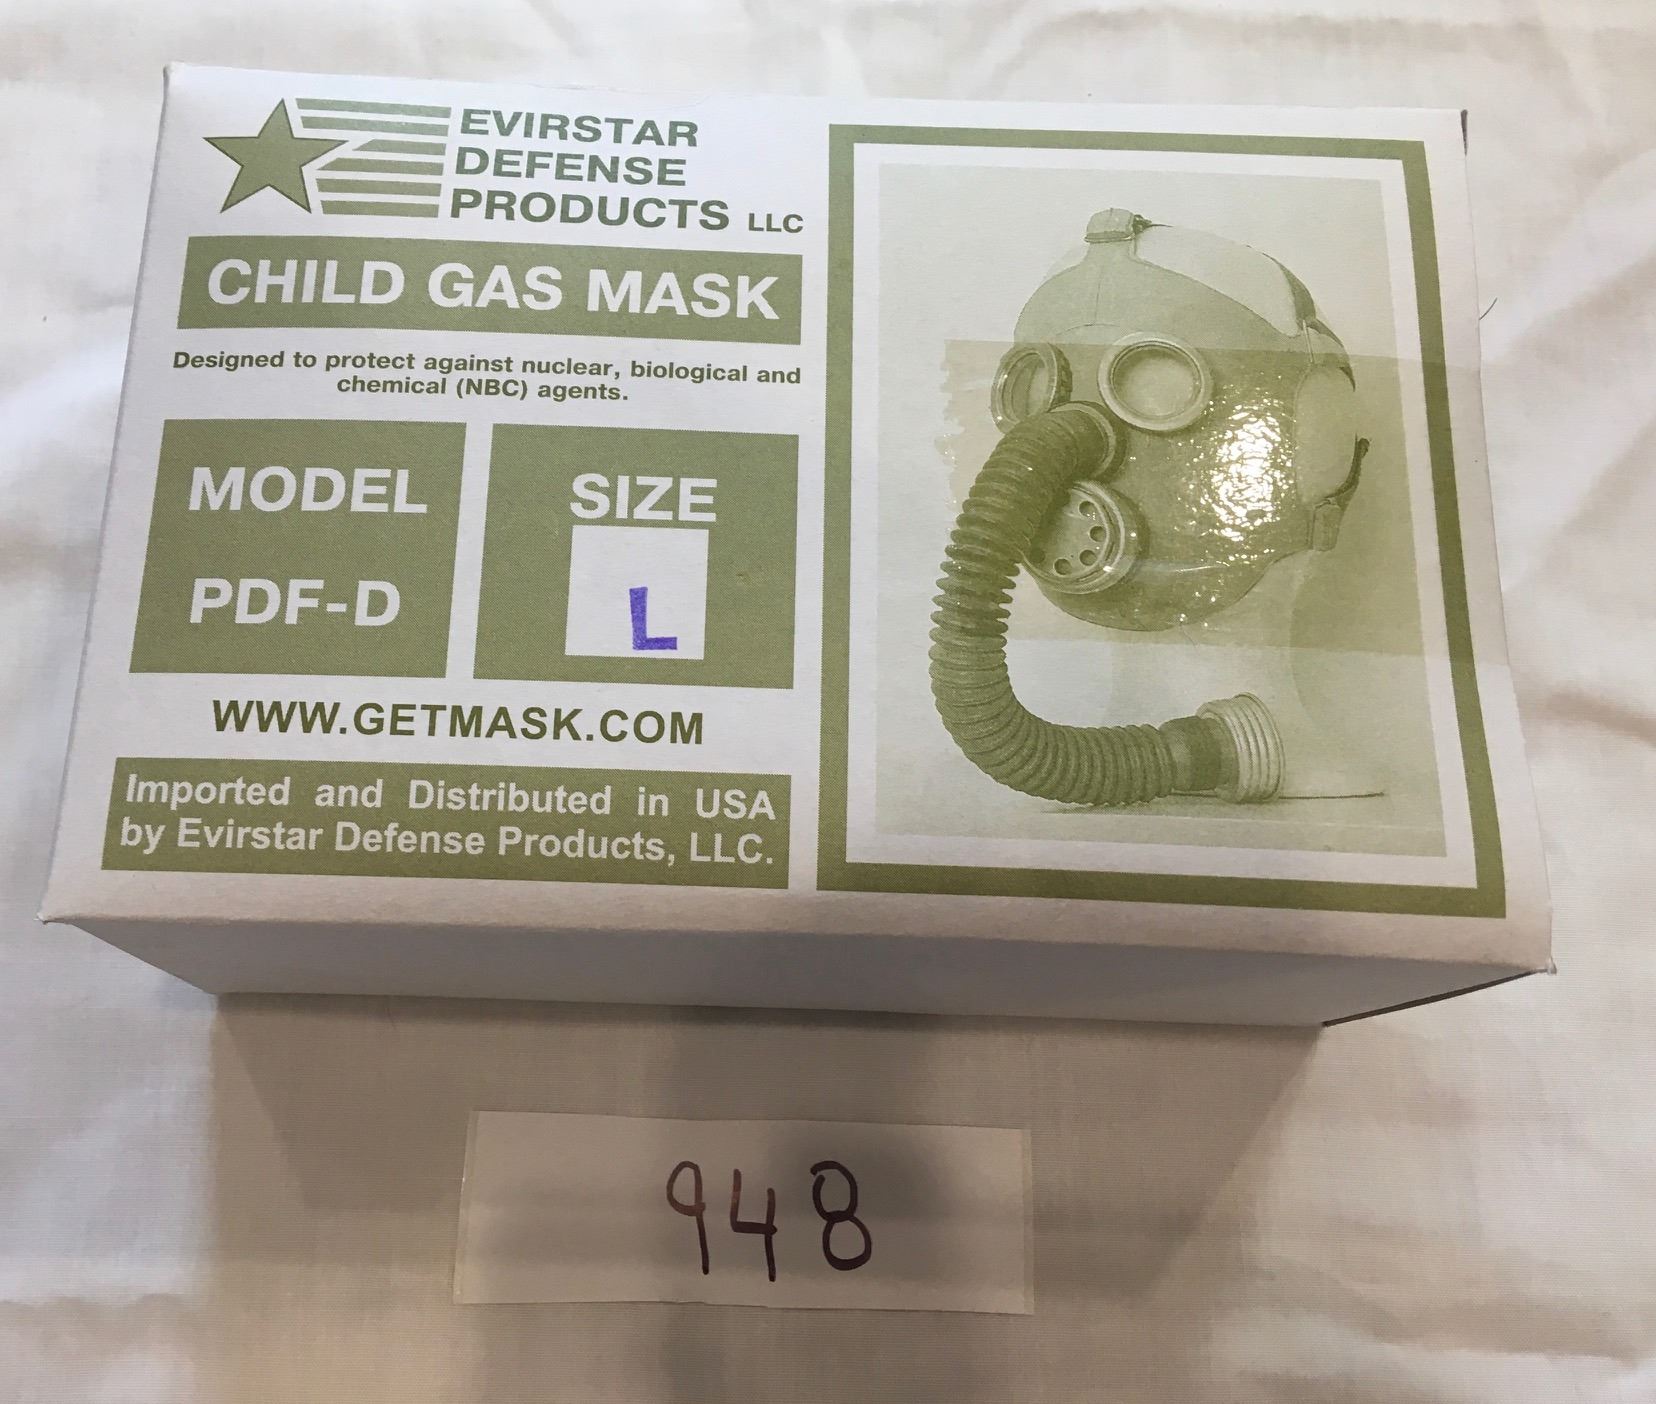 EVIRSTAR
DEFENSE
PRODUCTS LLC
CHILD GAS MASK
Designed to protect against nuclear, biological and
chemical (NBC) agents.
MODEL
PDF-D
SIZE
L
WWW.GETMASK.COM
Imported and Distributed in USA
by Evirstar Defense Products, LLC.
948